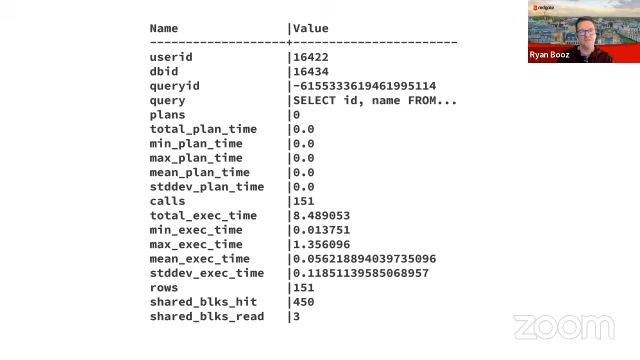 Name |Value
-------------------+-----------------------
userid |16422
dbid |16434
queryid |-6155333619461995114
query |SELECT id, name FROM...
plans |0
total_plan_time |0.0
min_plan_time |0.0
max_plan_time |0.0
mean_plan_time |0.0
stddev_plan_time |0.0
calls |151
total_exec_time |8.489053
min_exec_time |0.013751
max_exec_time |1.356096
mean_exec_time |0.056218894039735096
stddev_exec_time |0.11851139585068957
rows |151
shared_blks_hit |450
shared_blks_read |3
redgate
Ryan Booz
zoom